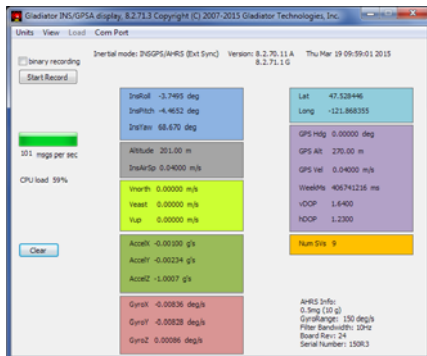 Gladiator INS/GPSA display, 8.2.71.3 Copyright (C) 2007-2015 Gladiator Technologies, Inc.
Units View Load Com Port
Inertial mode: INSGPS/AHRS (Ext Sync) Version: 8.2.70.11 A Thu Mar 19 09:59:01 2015
8.2.71.1 G
binary recording
Start Record
101 msgs per sec
CPU load 59%
Clear
InsRoll -3.7495 deg
InsPitch -4.4652 deg
InsYaw 68.670 deg
Altitude 201.00 m
InsAirSp 0.04000 m/s
Vnorth 0.00000 m/s
Veast 0.00000 m/s
Vup 0.00000 m/s
AccelX -0.00100 g's
AccelY -0.00234 g's
AccelZ -1.0007 g's
GyroX -0.00836 deg/s
GyroY -0.00828 deg/s
GyroZ 0.00086 deg/s
Lat 47.528446
Long -121.868355
GPS Hdg 0.00000 deg
GPS Alt 270.00 m
GPS Vel 0.04000 m/s
WeekMs 406741216 ms
vDOP 1.6400
hDOP 1.2300
Num SVs 9
AHRS Info:
0.5mg (10 g)
GyroRange: 150 deg/s
Filter Bandwidth: 10Hz
Board Rev: 24
Serial Number: 150R3